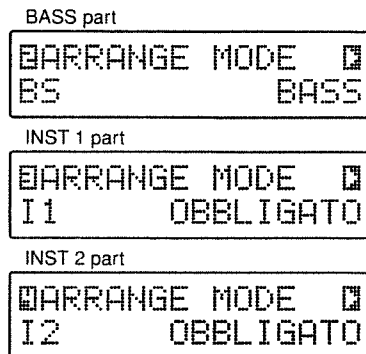 BASS part
ARRANGE MODE
BS BASS
INST 1 part
ARRANGE MODE
I1 OBBLIGATO
INST 2 part
ARRANGE MODE
I2 OBBLIGATO